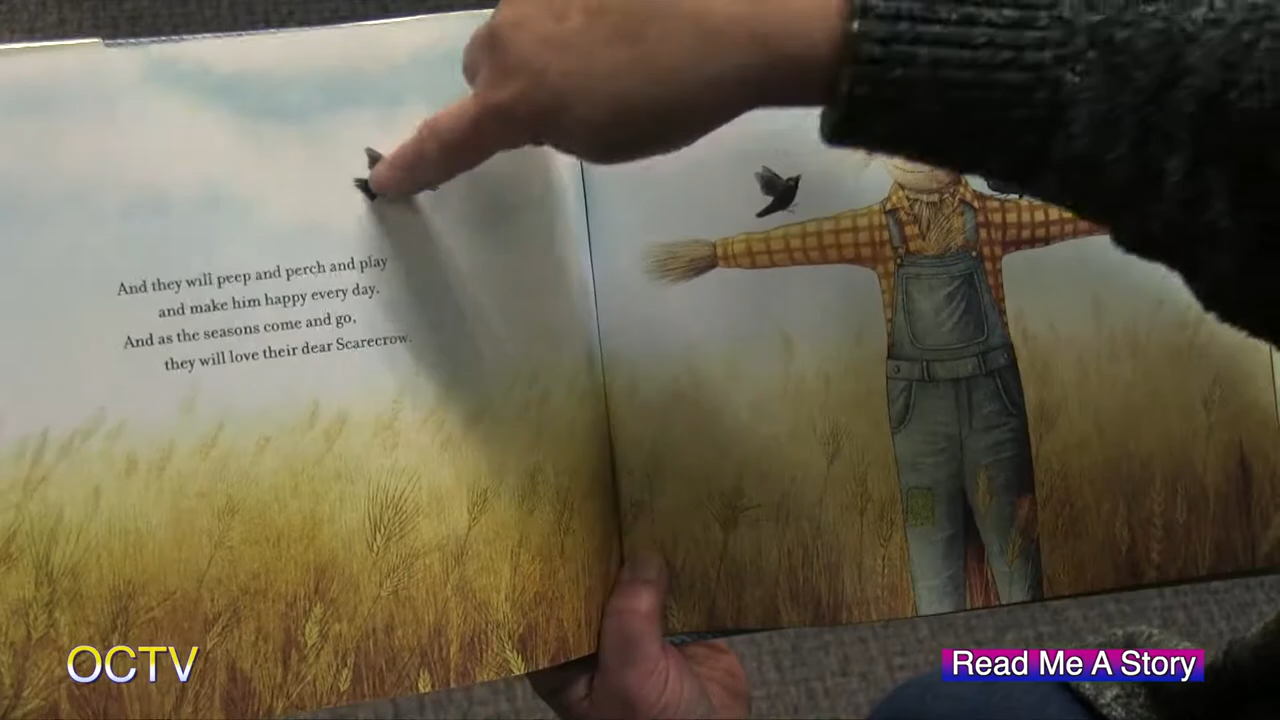 And they will peep and perch and play
and make him happy every day.
And as the seasons come and go,
they will love their dear Scarecrow.
OCTV
Read Me A Story